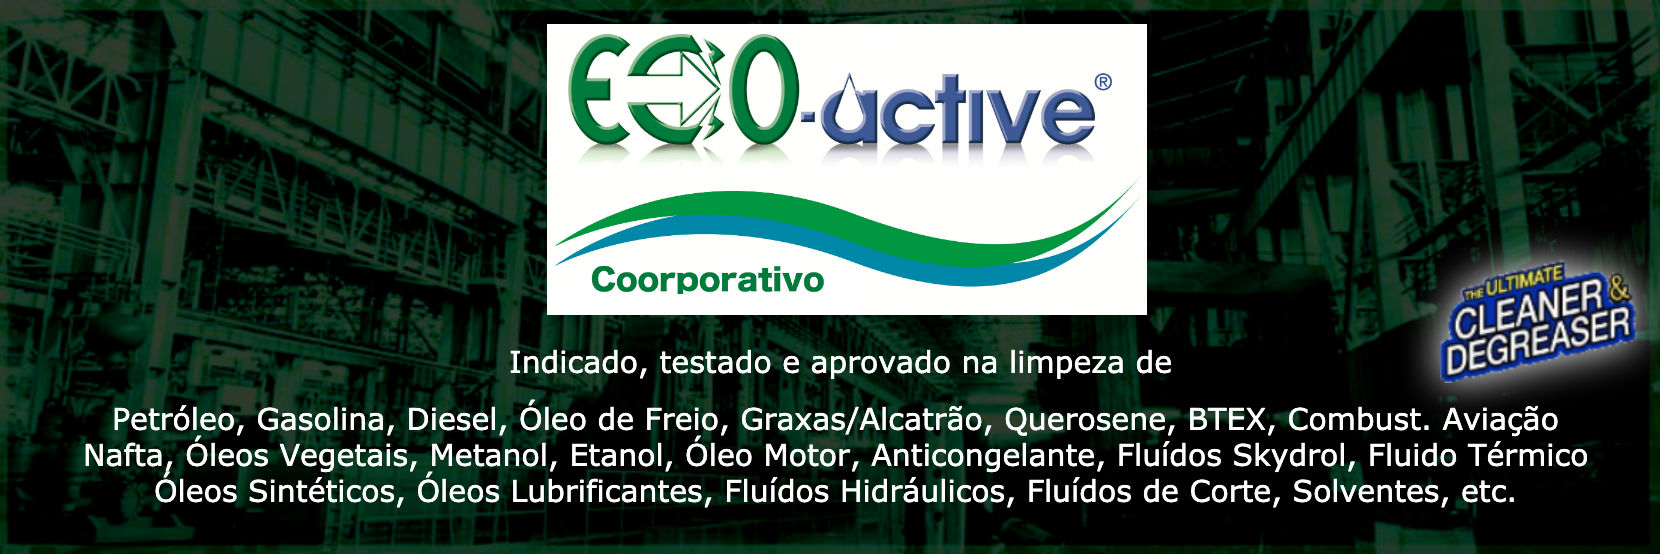 ECO-active®
Coorporativo
THE ULTIMATE
CLEANER &
DEGREASER
Indicado, testado e aprovado na limpeza de
Petróleo, Gasolina, Diesel, Óleo de Freio, Graxas/Alcatrão, Querosene, BTEX, Combust. Aviação
Nafta, Óleos Vegetais, Metanol, Etanol, Óleo Motor, Anticongelante, Fluídos Skydrol, Fluido Térmico
Óleos Sintéticos, Óleos Lubrificantes, Fluídos Hidráulicos, Fluídos de Corte, Solventes, etc.